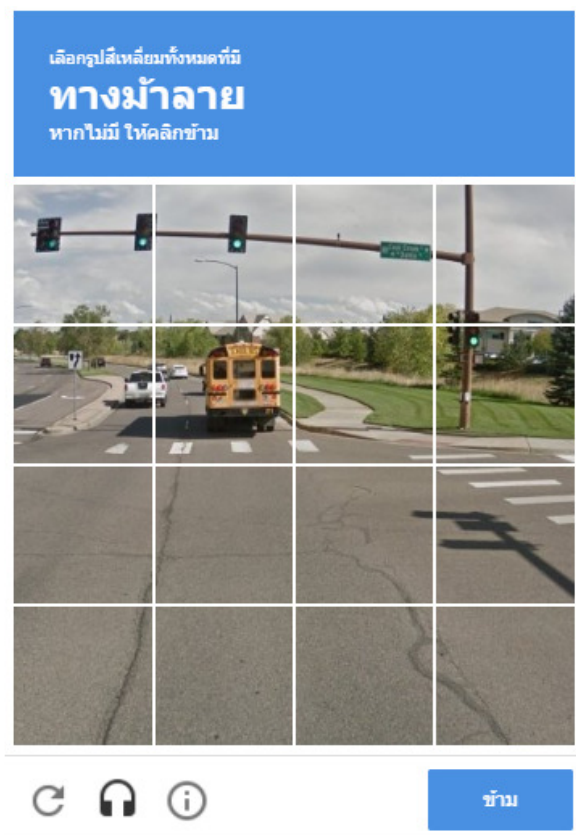 เลือกรูปสี่เหลี่ยมทั้งหมดที่มี
ทางม้าลาย
หากไม่มี ให้คลิกข้าม
ข้าม